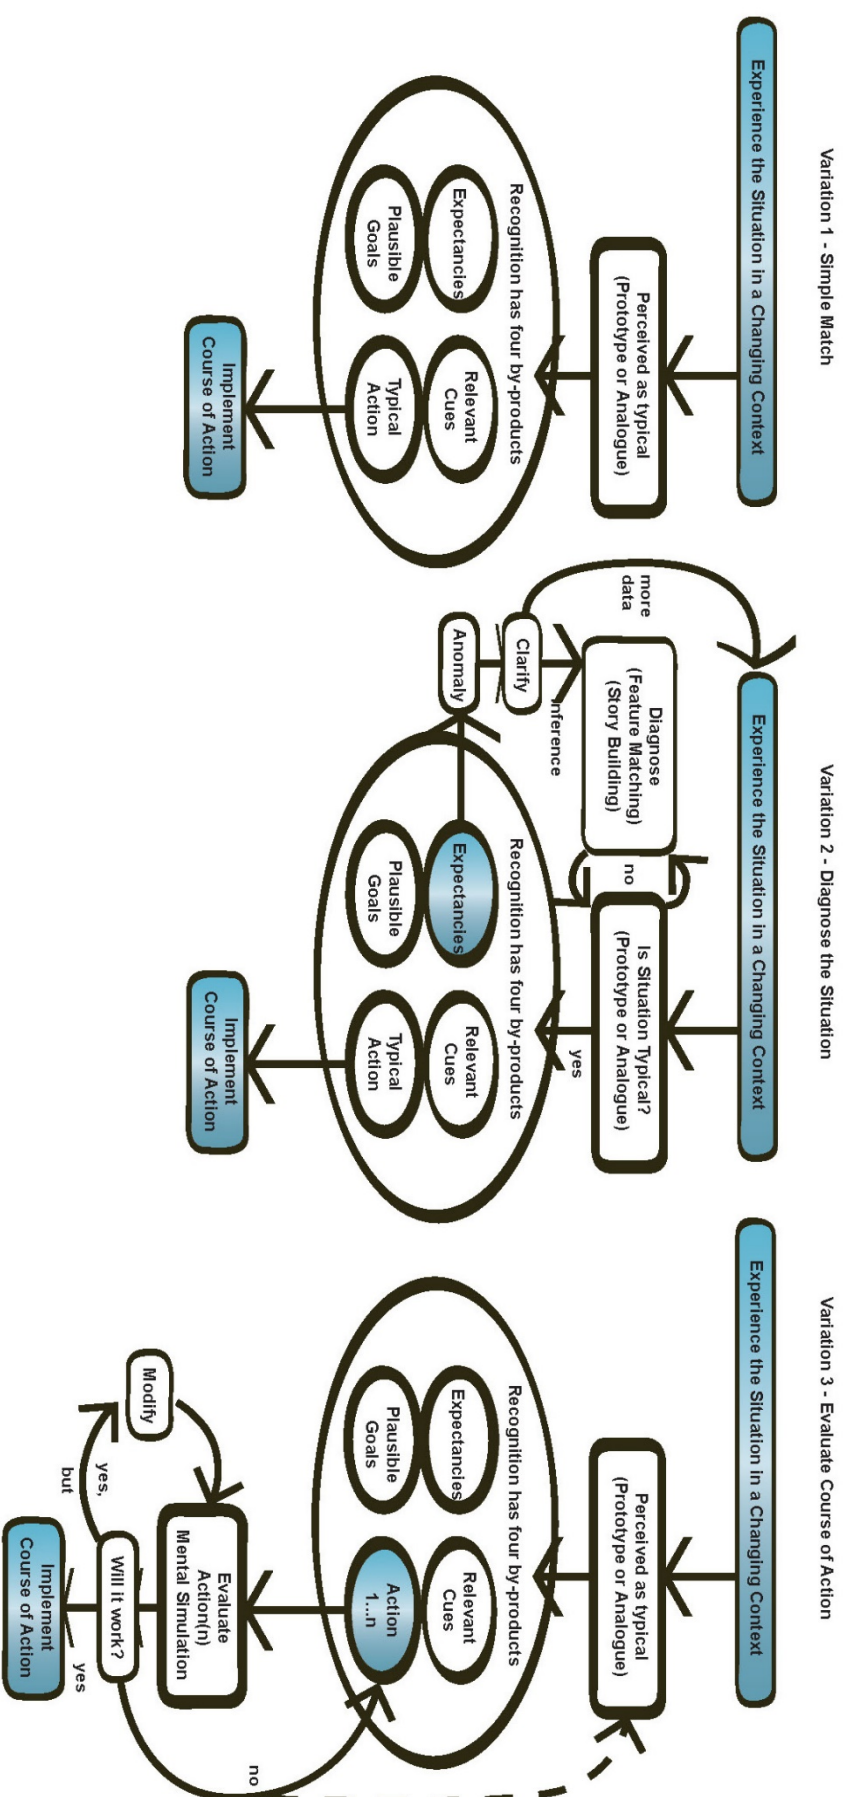 Variation 1 - Simple Match
Experience the Situation in a Changing Context
Perceived as typical
(Prototype or Analogue)
Recognition has four by-products
Expectancies
Relevant
Cues
Plausible
Goals
Typical
Action
Implement
Course of Action
Variation 2 - Diagnose the Situation
Experience the Situation in a Changing Context
more
data
Diagnose
(Feature Matching)
(Story Building)
no
Is Situation Typical?
(Prototype or Analogue)
inference
Clarify
Anomaly
yes
Recognition has four by-products
Expectancies
Relevant
Cues
Plausible
Goals
Typical
Action
Implement
Course of Action
Variation 3 - Evaluate Course of Action
Experience the Situation in a Changing Context
Perceived as typical
(Prototype or Analogue)
Recognition has four by-products
Expectancies
Relevant
Cues
Plausible
Goals
Action
1...n
Evaluate
Action(n)
Mental Simulation
Modify
yes,
but
Will it work?
no
yes
Implement
Course of Action